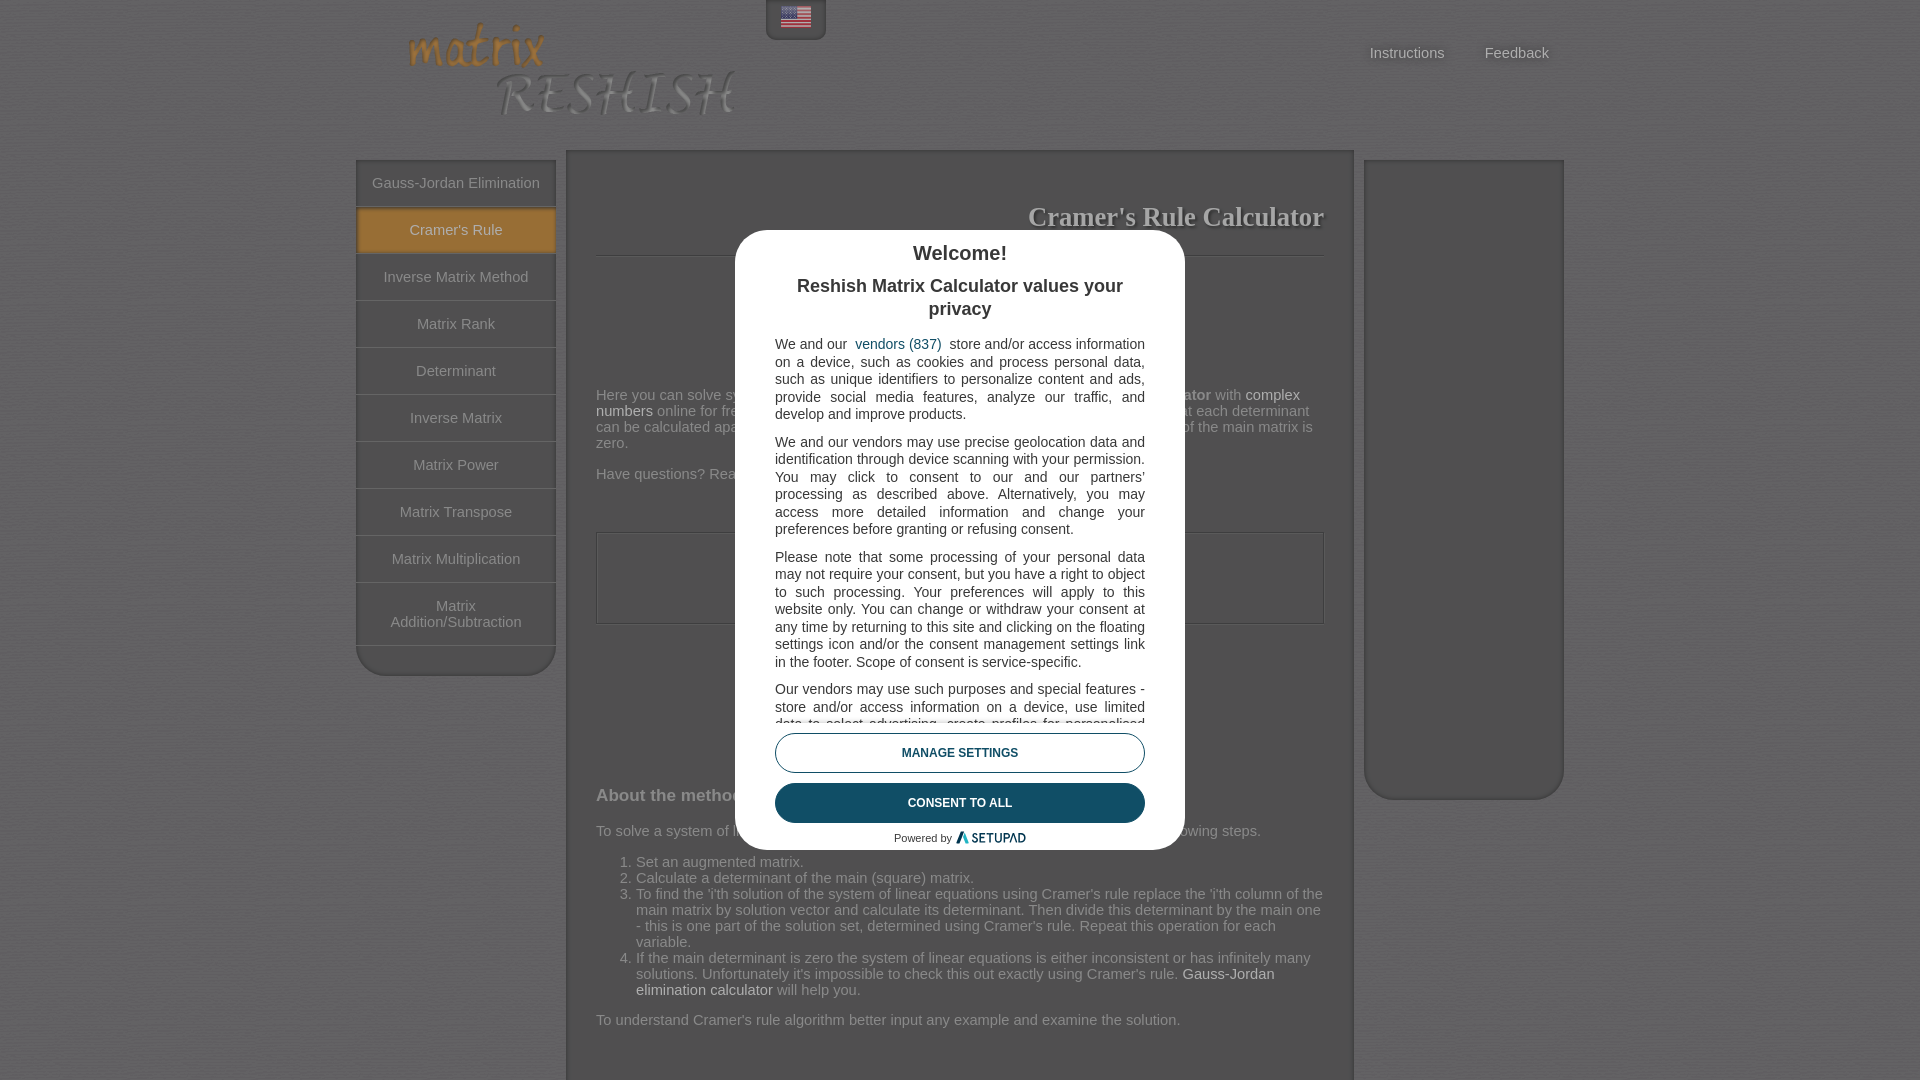 matrix
RESHISH
Instructions
Feedback
Gauss-Jordan Elimination
Cramer's Rule
Inverse Matrix Method
Matrix Rank
Determinant
Inverse Matrix
Matrix Power
Matrix Transpose
Matrix Multiplication
Matrix
Addition/Subtraction
Cramer's Rule Calculator
Here you can solve
with complex
numbers online for
at each determinant
can be calculated
of the main matrix is
zero.
Have questions?
Welcome!
Reshish Matrix Calculator values your
privacy
We and our vendors (837) store and/or access information
on a device, such as cookies and process personal data,
such as unique identifiers to personalize content and ads,
provide social media features, analyze our traffic, and
develop and improve products.
We and our vendors may use precise geolocation data and
identification through device scanning with your permission.
You may click to consent to our and our partners’
processing as described above. Alternatively, you may
access more detailed information and change your
preferences before granting or refusing consent.
Please note that some processing of your personal data
may not require your consent, but you have a right to object
to such processing. Your preferences will apply to this
website only. You can change or withdraw your consent at
any time by returning to this site and clicking on the floating
settings icon and/or the consent management settings link
in the footer. Scope of consent is service-specific.
Our vendors may use such purposes and special features -
store and/or access information on a device, use limited
data to select advertising, create profiles for personalised
MANAGE SETTINGS
CONSENT TO ALL
Powered by SETUPAD
About the method
To solve a system of
steps.
1. Set an augmented matrix.
2. Calculate a determinant of the main (square) matrix.
3. To find the 'i'th solution of the system of linear equations using Cramer's rule replace the 'i'th column of the
main matrix by solution vector and calculate its determinant. Then divide this determinant by the main one
- this is one part of the solution set, determined using Cramer's rule. Repeat this operation for each
variable.
4. If the main determinant is zero the system of linear equations is either inconsistent or has infinitely many
solutions. Unfortunately it's impossible to check this out exactly using Cramer's rule. Gauss-Jordan
elimination calculator will help you.
To understand Cramer's rule algorithm better input any example and examine the solution.